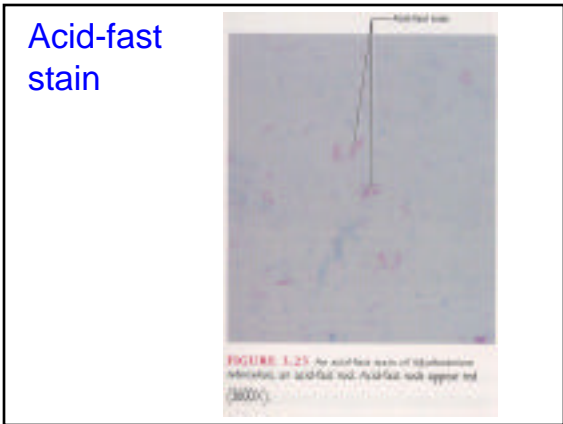 Acid-fast
stain
Acid-fast rods
FIGURE 3.25 An acid-fast stain of
an acid-fast rod. Acid-fast rods appear red